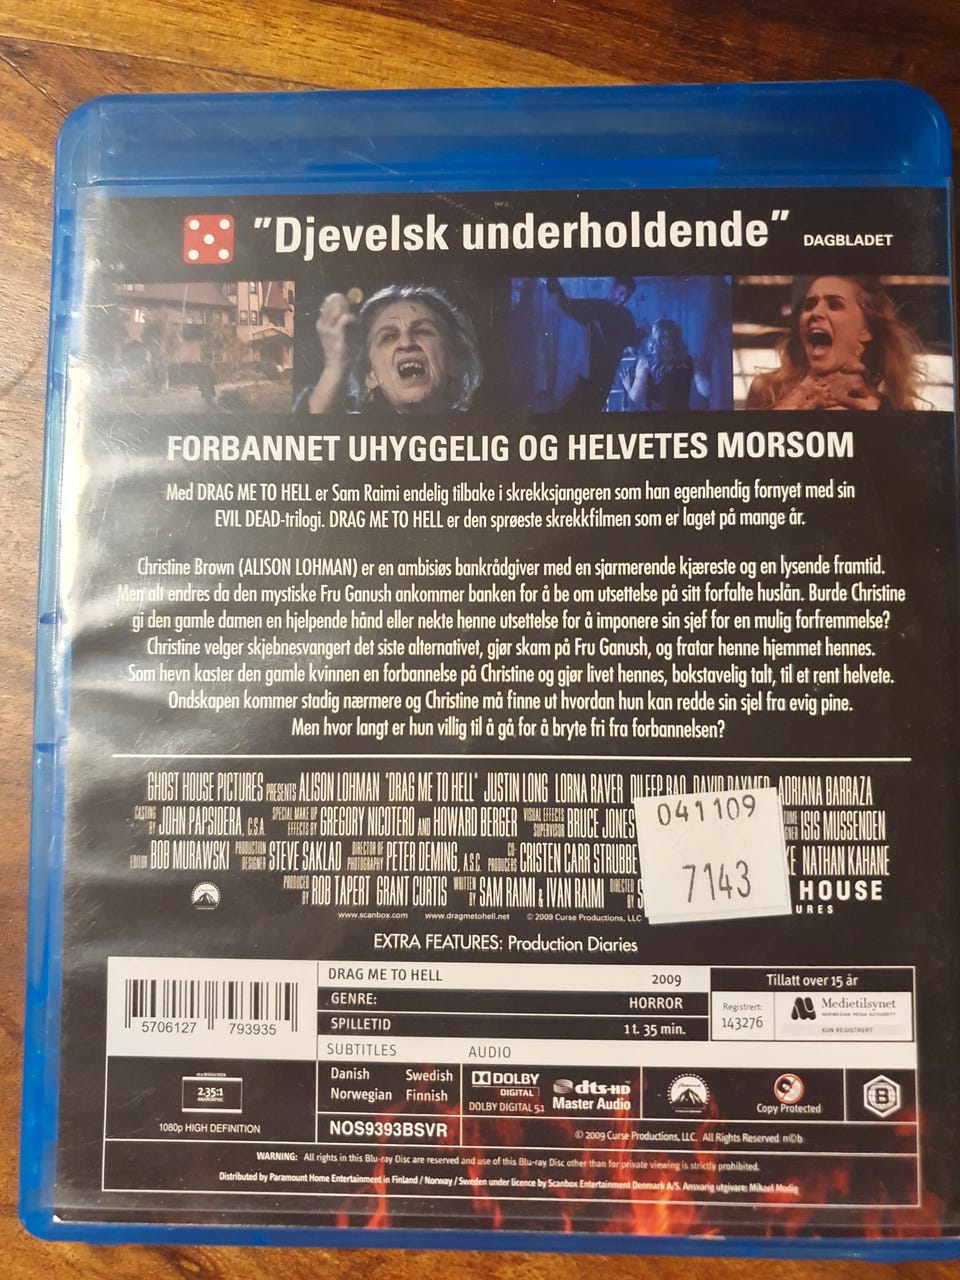 "Djevelsk underholdende" DAGBLADET
FORBANNET UHYGGELIG OG HELVETES MORSOM
Med DRAG ME TO HELL er Sam Raimi endelig tilbake i skrekksjangeren som han egenhendig fornyet med sin
EVIL DEAD-trilogi. DRAG ME TO HELL er den sprøeste skrekkfilmen som er laget på mange år.
Christine Brown (ALISON LOHMAN) er en ambisiøs bankrådgiver med en sjarmerende kjæreste og en lysende framtid.
Men alt endres da den mystiske Fru Ganush ankommer banken for å be om utsettelse på sitt forfalte huslån. Burde Christine
gi den gamle damen en hjelpende hånd eller nekte henne utsettelse for å imponere sin sjef for en mulig forfremmelse?
Christine velger skjebnesvangert det siste alternativet, gjør skam på Fru Ganush, og fratar henne hjemmet hennes.
Som hevn kaster den gamle kvinnen en forbannelse på Christine og gjør livet hennes, bokstavelig talt, til et rent helvete.
Ondskapen kommer stadig nærmere og Christine må finne ut hvordan hun kan redde sin sjel fra evig pine.
Men hvor langt er hun villig til å gå for å bryte fri fra forbannelsen?
GHOST HOUSE PICTURES PRESENTS ALISON LOHMAN "DRAG ME TO HELL" JUSTIN LONG LORNA RAVER DILEEP RAO DAVID PAYMER ADRIANA BARRAZA
CASTING BY JOHN PAPSIDERA, C.S.A. SPECIAL MAKE UP EFFECTS BY GREGORY NICOTERO AND HOWARD BERGER VISUAL EFFECTS SUPERVISOR BRUCE JONES ISIS MUSSENDEN
EDITOR BOB MURAWSKI PRODUCTION DESIGNER STEVE SAKLAD DIRECTOR OF PHOTOGRAPHY PETER DEMING, A.S.C. CO-PRODUCERS CRISTEN CARR STRUBBE NATHAN KAHANE
PRODUCED BY ROB TAPERT GRANT CURTIS WRITTEN BY SAM RAIMI & IVAN RAIMI DIRECTED BY S
HOUSE
URES
041109
7143
www.scanbox.com www.dragmetohell.net © 2009 Curse Productions, LLC
EXTRA FEATURES: Production Diaries
5706127 793935
DRAG ME TO HELL 2009
GENRE: HORROR
SPILLETID 1 t. 35 min.
Tillatt over 15 år
Registrert:
143276
Medietilsynet
NORWEGIAN MEDIA AUTHORITY
KUN REGISTRERT
SUBTITLES
Danish Swedish
Norwegian Finnish
NOS9393BSVR
AUDIO
DOLBY
DIGITAL
DOLBY DIGITAL 5.1
dts-HD
Master Audio
Copy Protected
B
2.35:1
1080p HIGH DEFINITION
© 2009 Curse Productions, LLC. All Rights Reserved n©b
WARNING: All rights in this Blu-ray Disc are reserved and use of this Blu-ray Disc other than for private viewing is strictly prohibited.
Distributed by Paramount Home Entertainment in Finland / Norway / Sweden under licence by Scanbox Entertainment Denmark A/S. Ansvarig utgivare: Mikael Modig